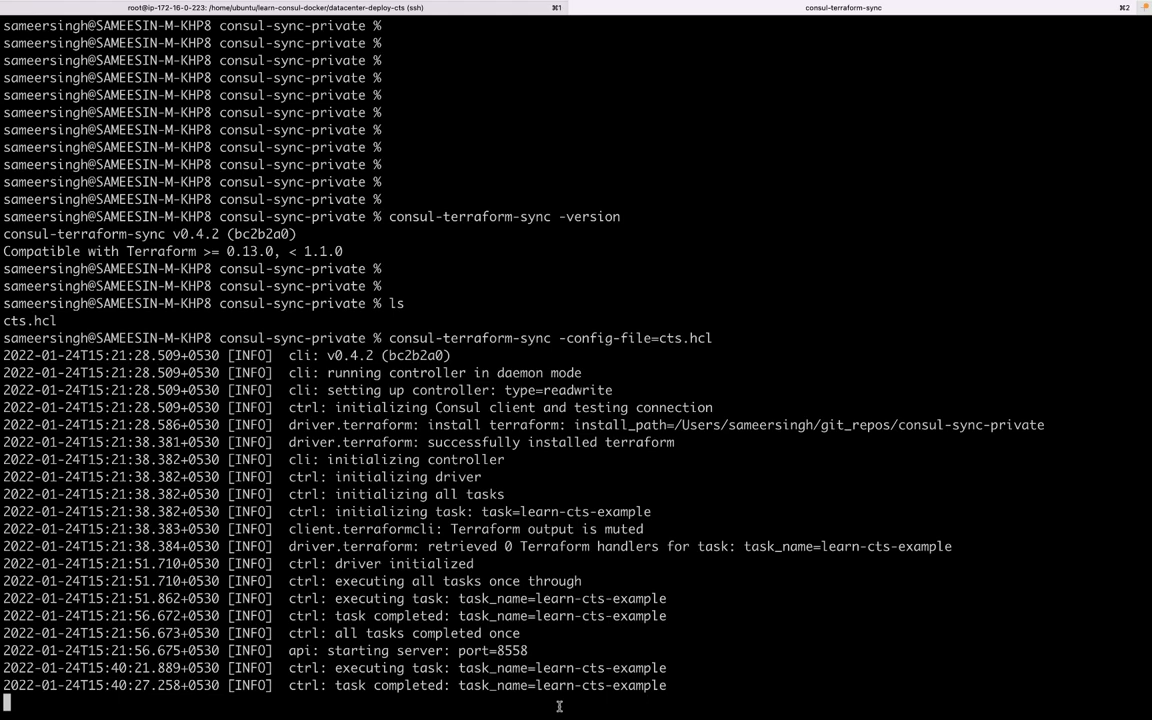 root@ip-172-16-0-223: /home/ubuntu/learn-consul-docker/datacenter-deploy-cts (ssh) ⌘1 consul-terraform-sync ⌘2
sameersingh@SAMEESIN-M-KHP8 consul-sync-private %
sameersingh@SAMEESIN-M-KHP8 consul-sync-private %
sameersingh@SAMEESIN-M-KHP8 consul-sync-private %
sameersingh@SAMEESIN-M-KHP8 consul-sync-private %
sameersingh@SAMEESIN-M-KHP8 consul-sync-private %
sameersingh@SAMEESIN-M-KHP8 consul-sync-private %
sameersingh@SAMEESIN-M-KHP8 consul-sync-private %
sameersingh@SAMEESIN-M-KHP8 consul-sync-private %
sameersingh@SAMEESIN-M-KHP8 consul-sync-private %
sameersingh@SAMEESIN-M-KHP8 consul-sync-private %
sameersingh@SAMEESIN-M-KHP8 consul-sync-private %
sameersingh@SAMEESIN-M-KHP8 consul-sync-private % consul-terraform-sync -version
consul-terraform-sync v0.4.2 (bc2b2a0)
Compatible with Terraform >= 0.13.0, < 1.1.0
sameersingh@SAMEESIN-M-KHP8 consul-sync-private %
sameersingh@SAMEESIN-M-KHP8 consul-sync-private %
sameersingh@SAMEESIN-M-KHP8 consul-sync-private % ls
cts.hcl
sameersingh@SAMEESIN-M-KHP8 consul-sync-private % consul-terraform-sync -config-file=cts.hcl
2022-01-24T15:21:28.509+0530 [INFO]  cli: v0.4.2 (bc2b2a0)
2022-01-24T15:21:28.509+0530 [INFO]  cli: running controller in daemon mode
2022-01-24T15:21:28.509+0530 [INFO]  cli: setting up controller: type=readwrite
2022-01-24T15:21:28.509+0530 [INFO]  ctrl: initializing Consul client and testing connection
2022-01-24T15:21:28.586+0530 [INFO]  driver.terraform: install terraform: install_path=/Users/sameersingh/git_repos/consul-sync-private
2022-01-24T15:21:38.381+0530 [INFO]  driver.terraform: successfully installed terraform
2022-01-24T15:21:38.382+0530 [INFO]  cli: initializing controller
2022-01-24T15:21:38.382+0530 [INFO]  ctrl: initializing driver
2022-01-24T15:21:38.382+0530 [INFO]  ctrl: initializing all tasks
2022-01-24T15:21:38.382+0530 [INFO]  ctrl: initializing task: task=learn-cts-example
2022-01-24T15:21:38.383+0530 [INFO]  client.terraformcli: Terraform output is muted
2022-01-24T15:21:38.384+0530 [INFO]  driver.terraform: retrieved 0 Terraform handlers for task: task_name=learn-cts-example
2022-01-24T15:21:51.710+0530 [INFO]  ctrl: driver initialized
2022-01-24T15:21:51.710+0530 [INFO]  ctrl: executing all tasks once through
2022-01-24T15:21:51.862+0530 [INFO]  ctrl: executing task: task_name=learn-cts-example
2022-01-24T15:21:56.672+0530 [INFO]  ctrl: task completed: task_name=learn-cts-example
2022-01-24T15:21:56.673+0530 [INFO]  ctrl: all tasks completed once
2022-01-24T15:21:56.675+0530 [INFO]  api: starting server: port=8558
2022-01-24T15:40:21.889+0530 [INFO]  ctrl: executing task: task_name=learn-cts-example
2022-01-24T15:40:27.258+0530 [INFO]  ctrl: task completed: task_name=learn-cts-example